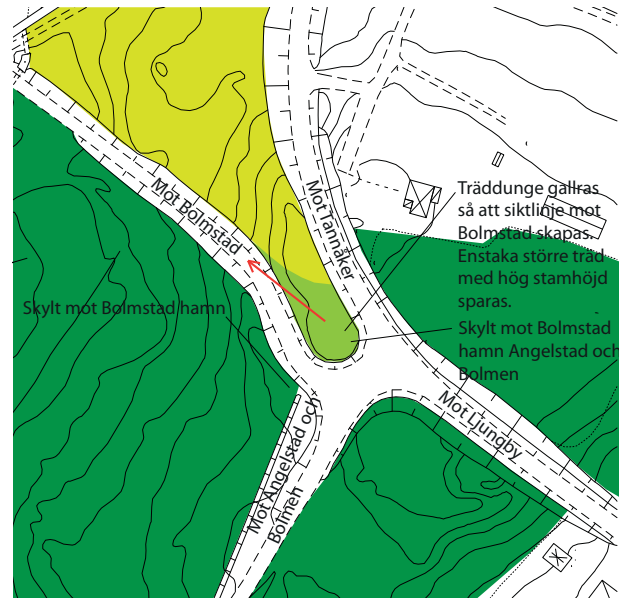 Mot Bolmstad
Mot Tannåker
Träddunge gallras
så att siktlinje mot
Bolmstad skapas.
Enstaka större träd
med hög stamhöjd
sparas.
Skylt mot Bolmstad hamn
Skylt mot Bolmstad
hamn Angelstad och
Bolmen
Mot Ljungby
Mot Angelstad och
Bolmen